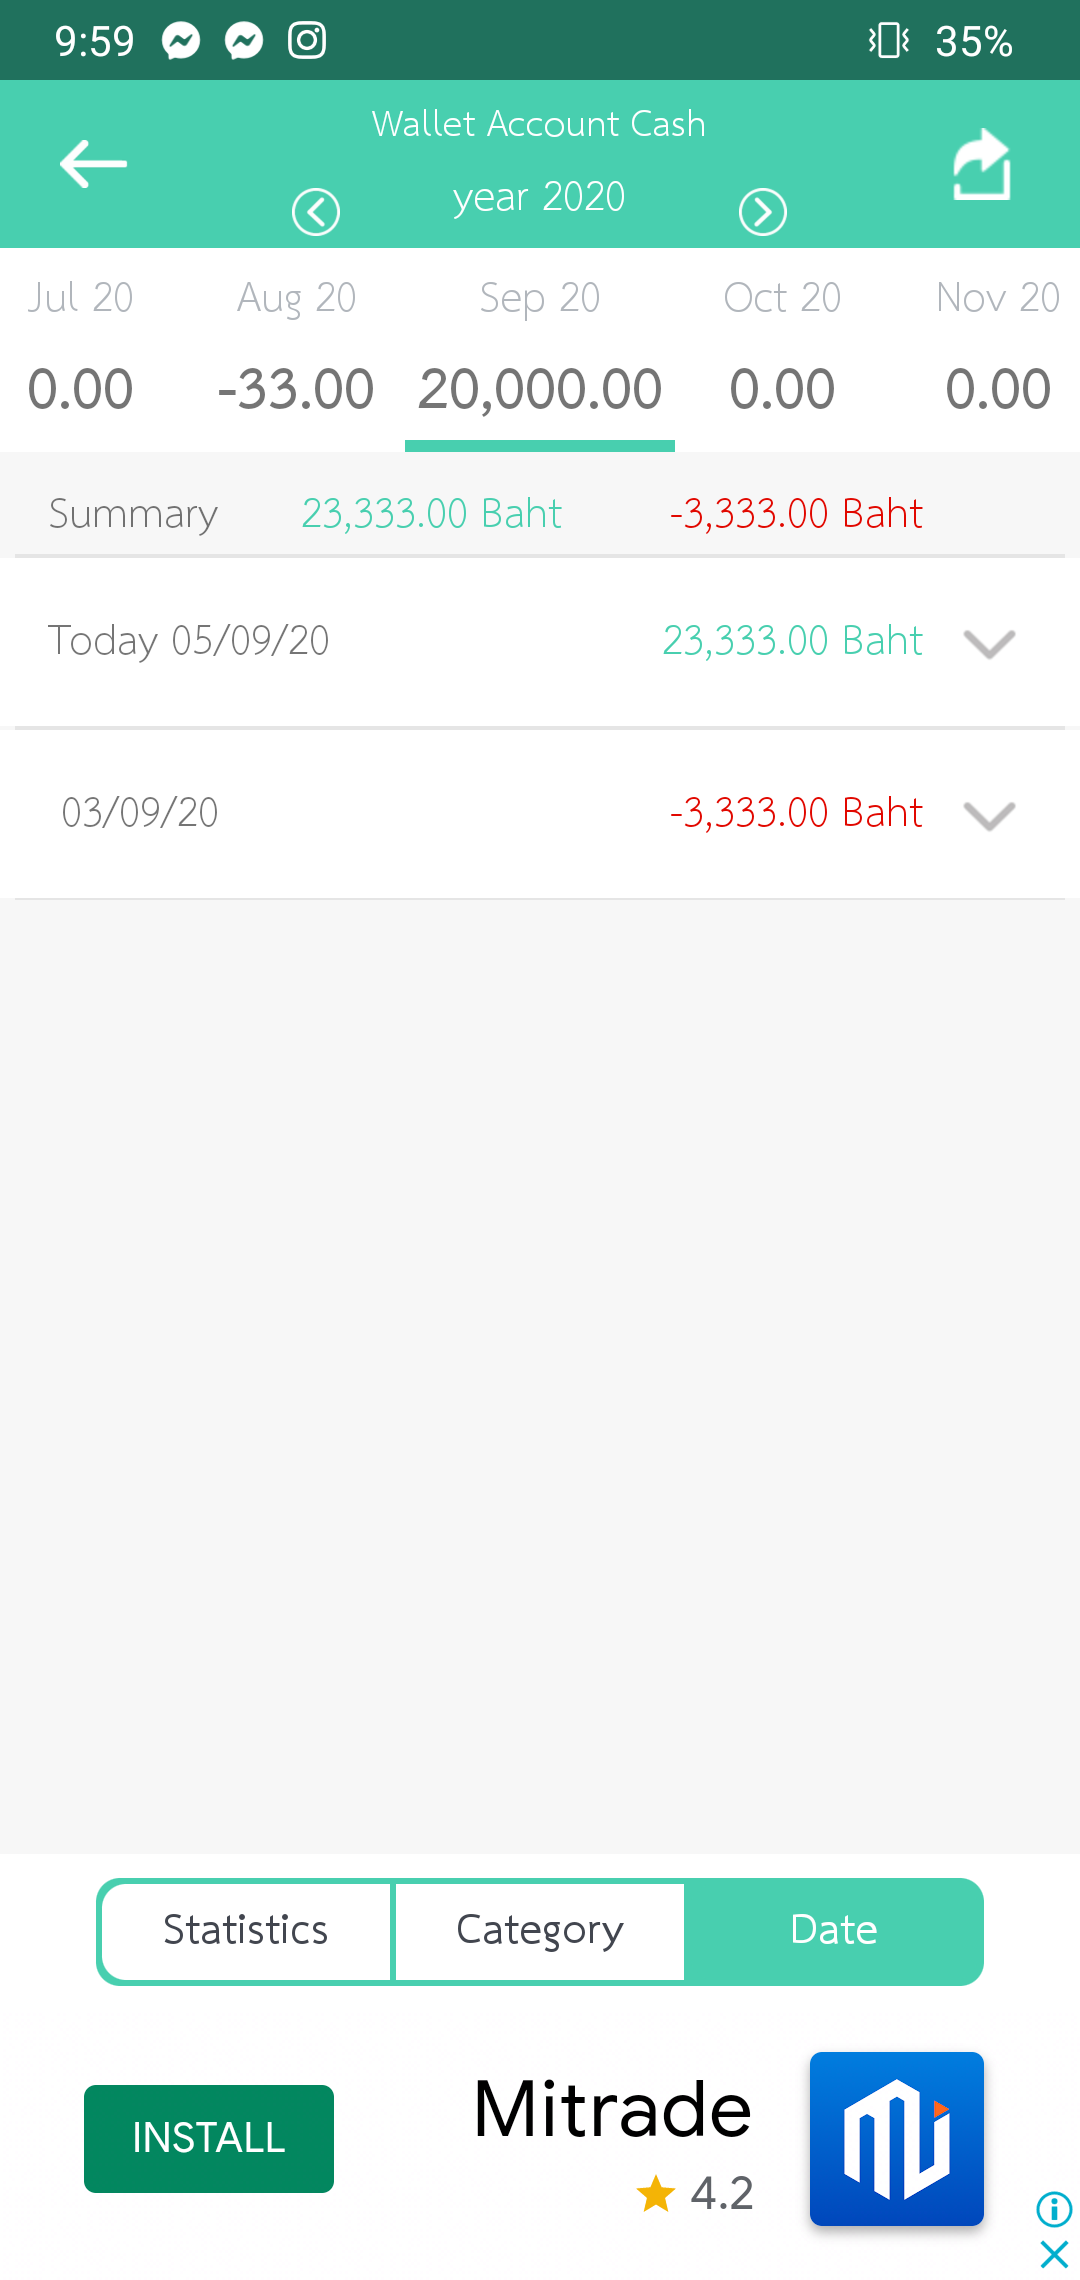 9:59 35%
Wallet Account Cash
year 2020
Jul 20 Aug 20 Sep 20 Oct 20 Nov 20
0.00 -33.00 20,000.00 0.00 0.00
Summary 23,333.00 Baht -3,333.00 Baht
Today 05/09/20 23,333.00 Baht
03/09/20 -3,333.00 Baht
Statistics Category Date
INSTALL Mitrade
4.2